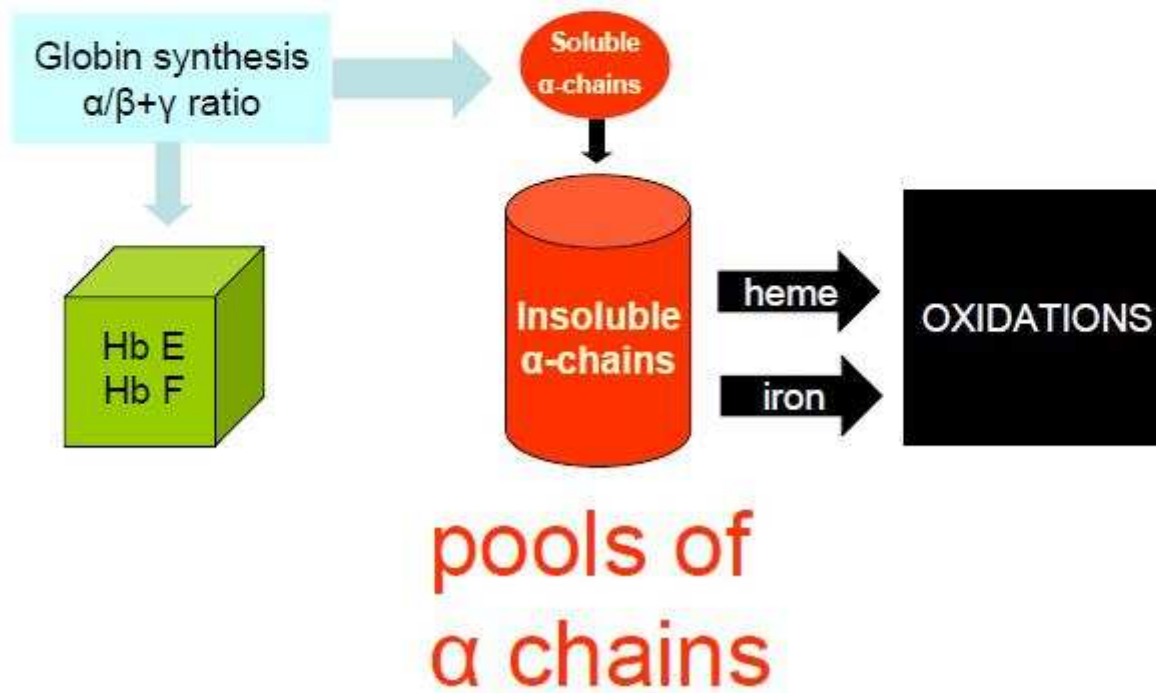 Globin synthesis
α/β+γ ratio
Soluble
α-chains
Hb E
Hb F
Insoluble
α-chains
heme
iron
OXIDATIONS
pools of
α chains